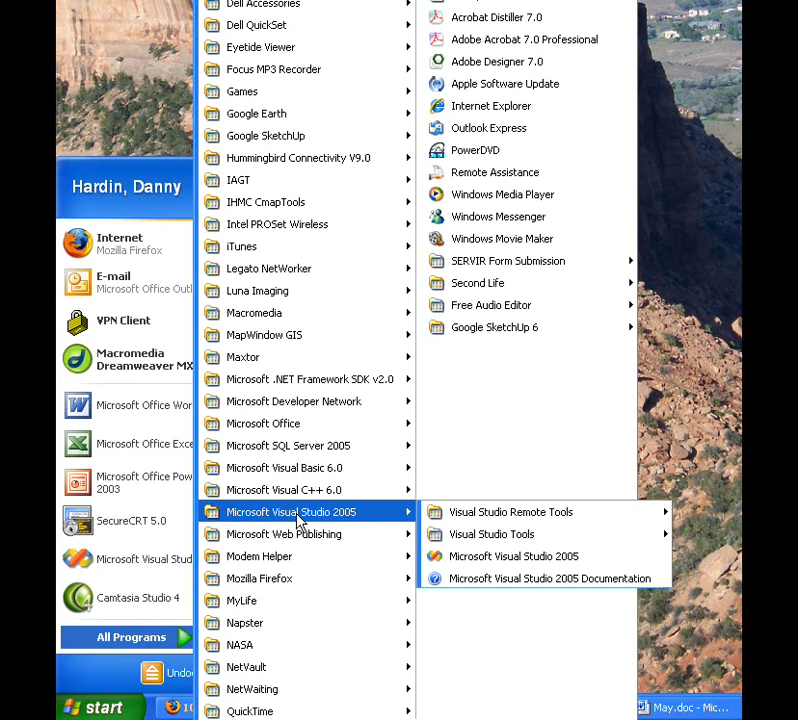 Hardin, Danny
Internet
Mozilla Firefox
E-mail
Microsoft Office Outl
VPN Client
Macromedia
Dreamweaver MX
Microsoft Office Wor
Microsoft Office Exce
Microsoft Office Pow
2003
SecureCRT 5.0
Microsoft Visual Stud
Camtasia Studio 4
All Programs
Undoc
start
10
Dell Accessories
Dell QuickSet
Eyetide Viewer
Focus MP3 Recorder
Games
Google Earth
Google SketchUp
Hummingbird Connectivity V9.0
IAGT
IHMC CmapTools
Intel PROSet Wireless
iTunes
Legato NetWorker
Luna Imaging
Macromedia
MapWindow GIS
Maxtor
Microsoft .NET Framework SDK v2.0
Microsoft Developer Network
Microsoft Office
Microsoft SQL Server 2005
Microsoft Visual Basic 6.0
Microsoft Visual C++ 6.0
Microsoft Visual Studio 2005
Microsoft Web Publishing
Modem Helper
Mozilla Firefox
MyLife
Napster
NASA
NetVault
NetWaiting
QuickTime
Acrobat Distiller 7.0
Adobe Acrobat 7.0 Professional
Adobe Designer 7.0
Apple Software Update
Internet Explorer
Outlook Express
PowerDVD
Remote Assistance
Windows Media Player
Windows Messenger
Windows Movie Maker
SERVIR Form Submission
Second Life
Free Audio Editor
Google SketchUp 6
Visual Studio Remote Tools
Visual Studio Tools
Microsoft Visual Studio 2005
Microsoft Visual Studio 2005 Documentation
May.doc - Mic...